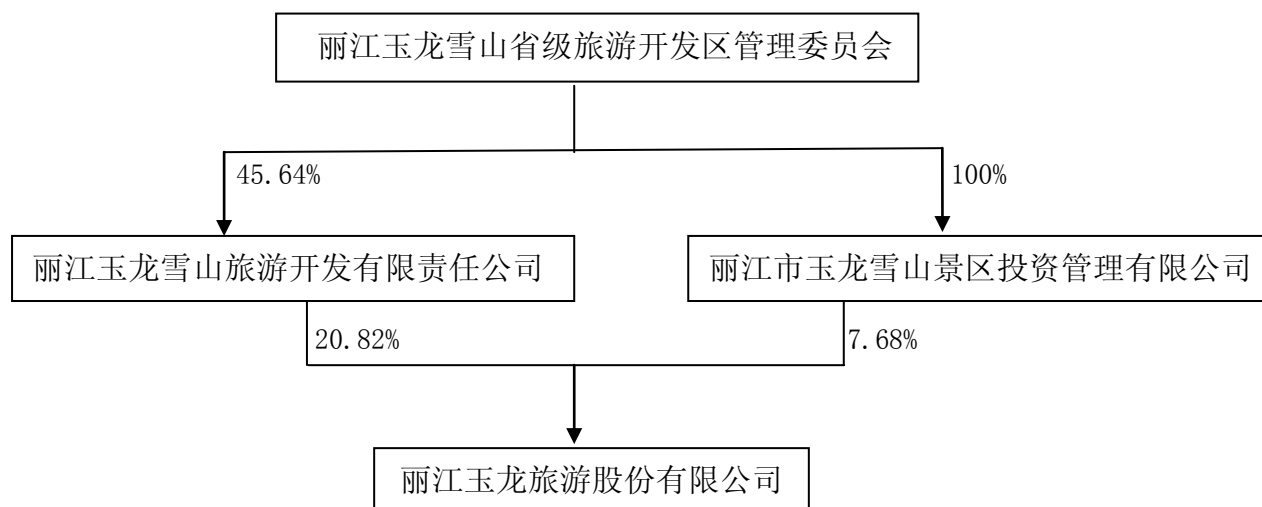 丽江玉龙雪山省级旅游开发区管理委员会
45.64%
100%
丽江玉龙雪山旅游开发有限责任公司
丽江市玉龙雪山景区投资管理有限公司
20.82%
7.68%
丽江玉龙旅游股份有限公司